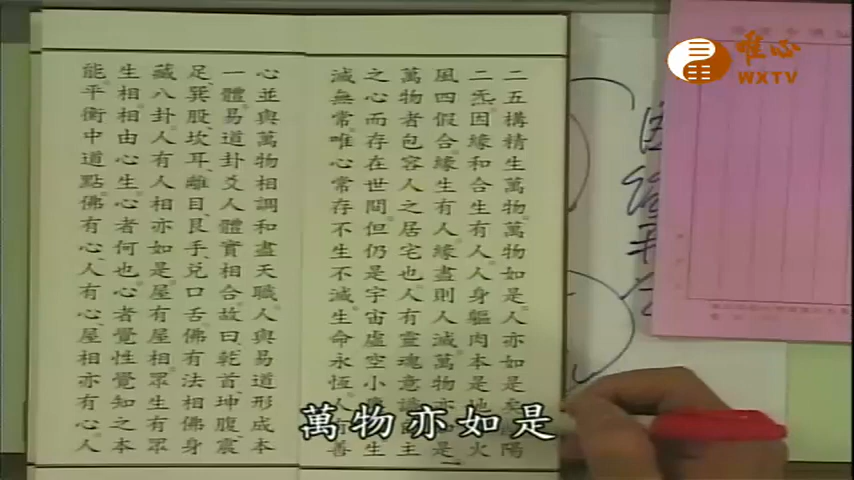 二五構精生萬物萬物如是人亦如是矣陽
二炁因緣和合生有人人身軀肉本是地火
風四假合緣生有人緣盡則人滅萬物亦是
萬物者包容人之居宅也人有靈魂意識主
之心而存在世間但仍是宇宙虛空小生
滅無常唯心常存不生不滅生命永恆人有善
心並與萬物相調和盡天職人與易道形成本
一體易道卦爻人體實相合故曰乾首坤腹震
足巽股坎耳離目艮手兌口舌佛有法相佛身
藏八卦人有人相亦如是屋有屋相眾生有眾
生相相由心生心者何也心者覺性覺知之本
能平衡中道點佛有心人有心屋相亦有心人
唯心
WXTV
萬物亦如是